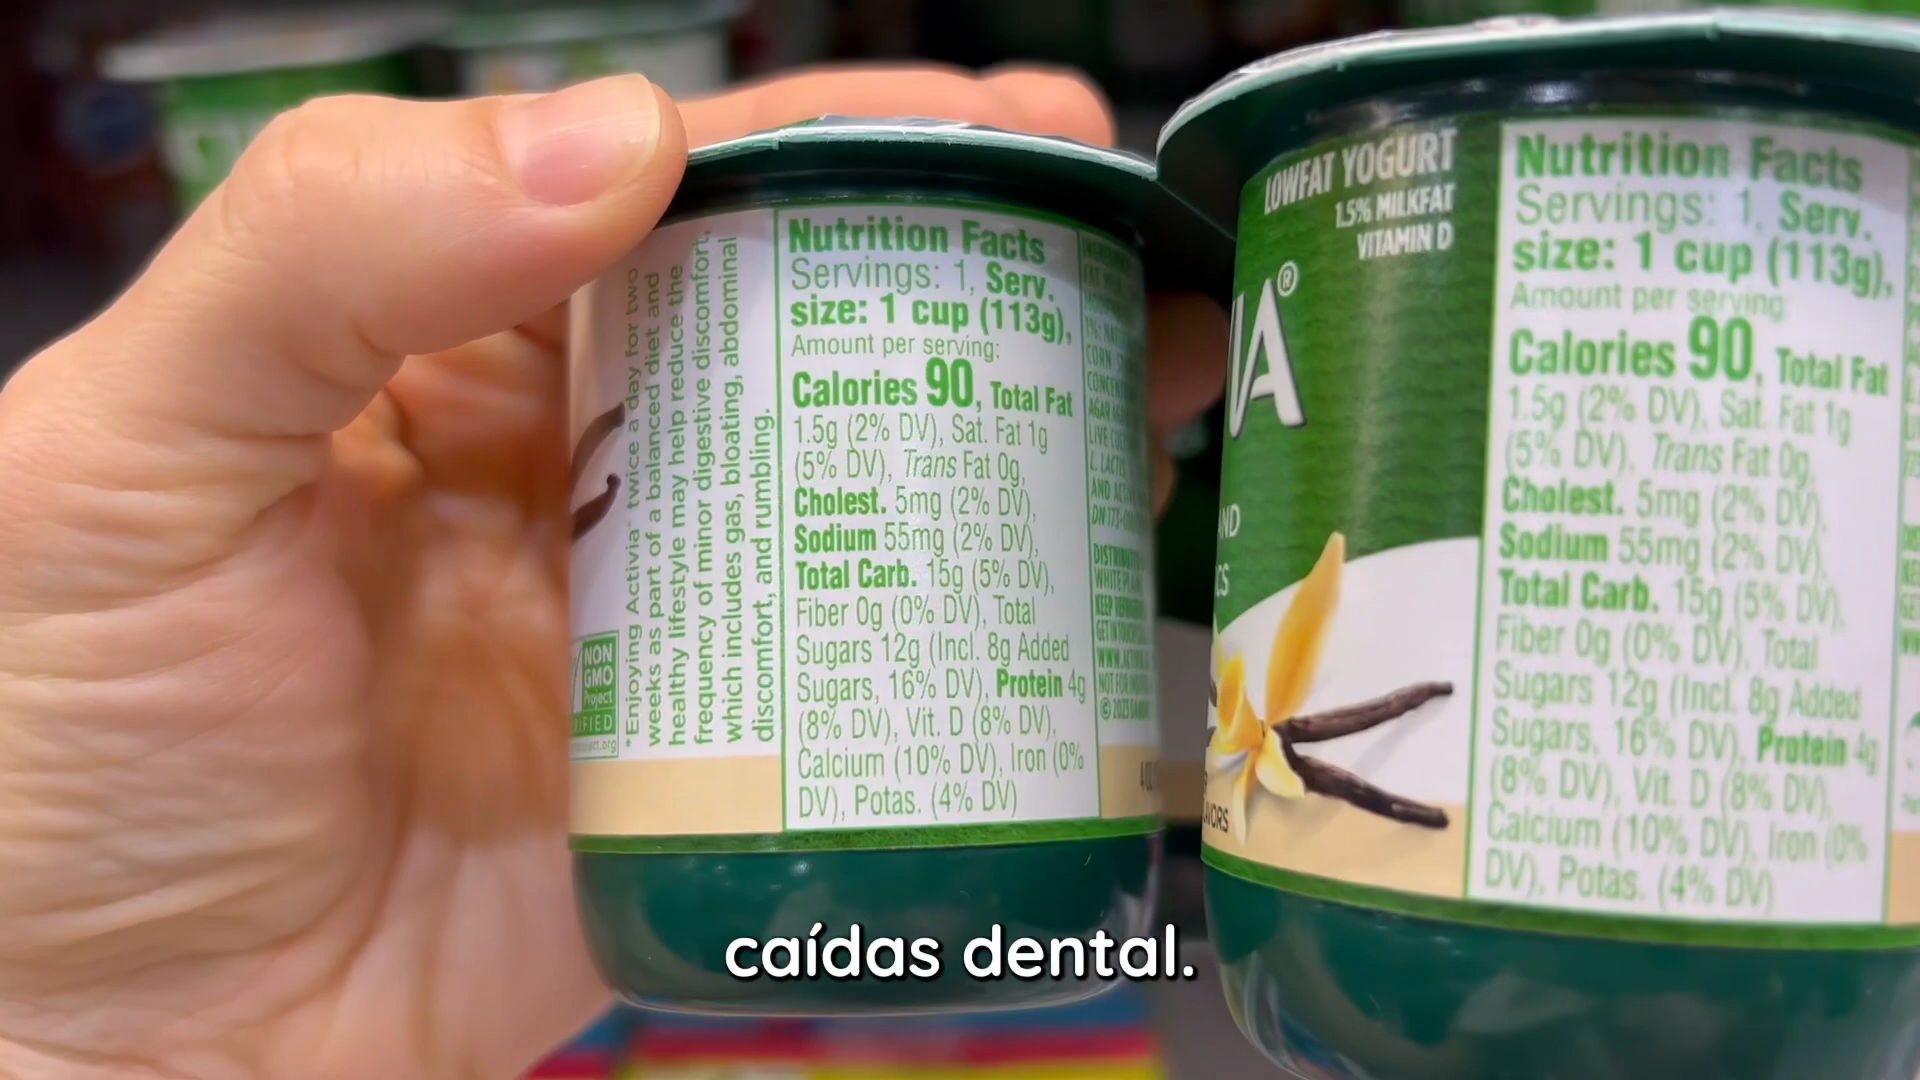 *Enjoying Activia® twice a day for two
weeks as part of a balanced diet and
healthy lifestyle may help reduce the
frequency of minor digestive discomfort,
which includes gas, bloating, abdominal
discomfort, and rumbling.
NON
GMO
Project
Nutrition Facts
Servings: 1, Serv.
size: 1 cup (113g),
Amount per serving:
Calories 90, Total Fat
1.5g (2% DV), Sat. Fat 1g
(5% DV), Trans Fat 0g,
Cholest. 5mg (2% DV),
Sodium 55mg (2% DV),
Total Carb. 15g (5% DV),
Fiber 0g (0% DV), Total
Sugars 12g (Incl. 8g Added
Sugars, 16% DV), Protein 4g
(8% DV), Vit. D (8% DV),
Calcium (10% DV), Iron (0%
DV), Potas. (4% DV)
LOWFAT YOGURT
1.5% MILKFAT
VITAMIN D
Nutrition Facts
Servings: 1, Serv.
size: 1 cup (113g),
Amount per serving:
Calories 90, Total Fat
1.5g (2% DV), Sat. Fat 1g
(5% DV), Trans Fat 0g,
Cholest. 5mg (2% DV),
Sodium 55mg (2% DV),
Total Carb. 15g (5% DV),
Fiber 0g (0% DV), Total
Sugars 12g (Incl. 8g Added
Sugars, 16% DV), Protein 4g
(8% DV), Vit. D (8% DV),
Calcium (10% DV), Iron (0%
DV), Potas. (4% DV)
caídas dental.